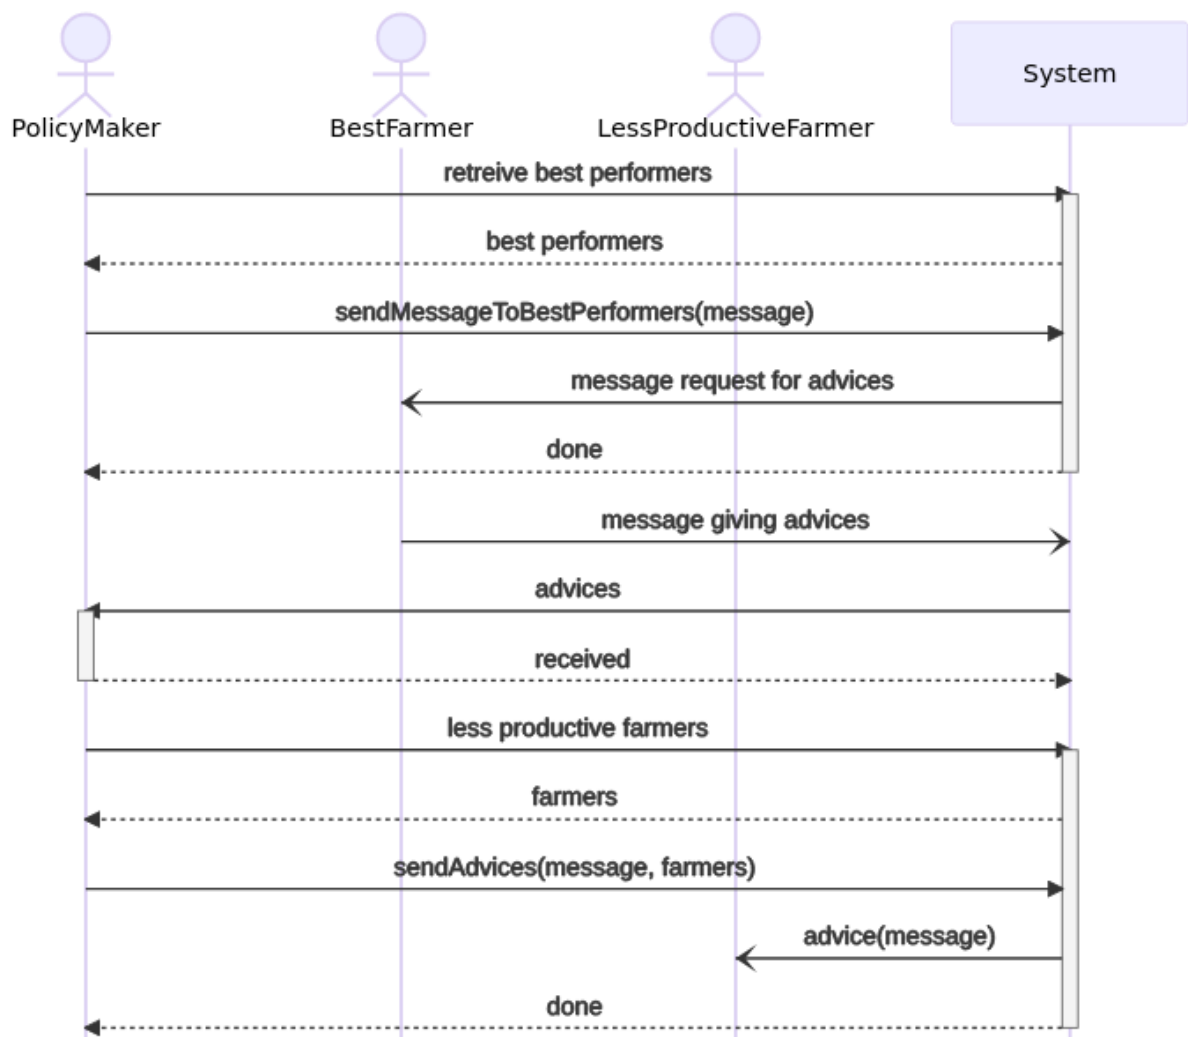 System
PolicyMaker
BestFarmer
LessProductiveFarmer
retreive best performers
best performers
sendMessageToBestPerformers(message)
message request for advices
done
message giving advices
advices
received
less productive farmers
farmers
sendAdvices(message, farmers)
advice(message)
done